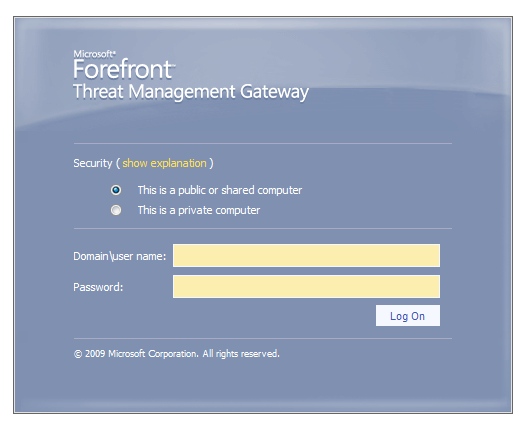 Microsoft®
Forefront™
Threat Management Gateway
Security ( show explanation )
This is a public or shared computer
This is a private computer
Domain\user name:
Password:
Log On
© 2009 Microsoft Corporation. All rights reserved.